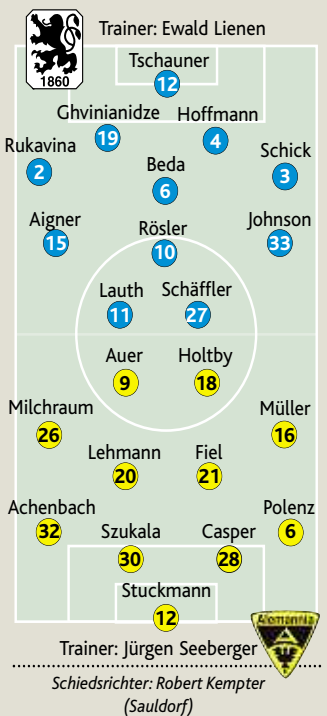 Trainer: Ewald Lienen
1860
Tschauner
12
Ghvinianidze
19
Hoffmann
4
Rukavina
2
Schick
3
Beda
6
Aigner
15
Rösler
10
Johnson
33
Lauth
11
Schäffler
27
Auer
9
Holtby
18
Milchraum
26
Müller
16
Lehmann
20
Fiel
21
Achenbach
32
Polenz
6
Szukala
30
Casper
28
Stuckmann
12
Alemannia
Trainer: Jürgen Seeberger
Schiedsrichter: Robert Kempter
(Sauldorf)